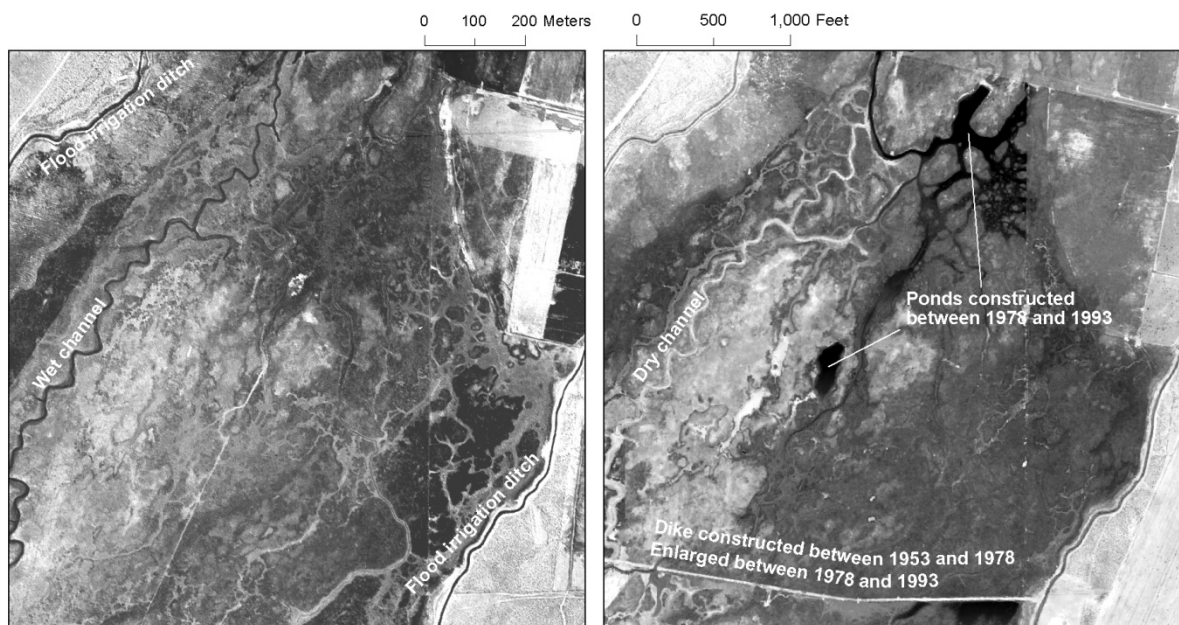 0 100 200 Meters
0 500 1,000 Feet
Flood irrigation ditch
Wet channel
Flood irrigation ditch
Ponds constructed
between 1978 and 1993
Dry channel
Dike constructed between 1953 and 1978
Enlarged between 1978 and 1993